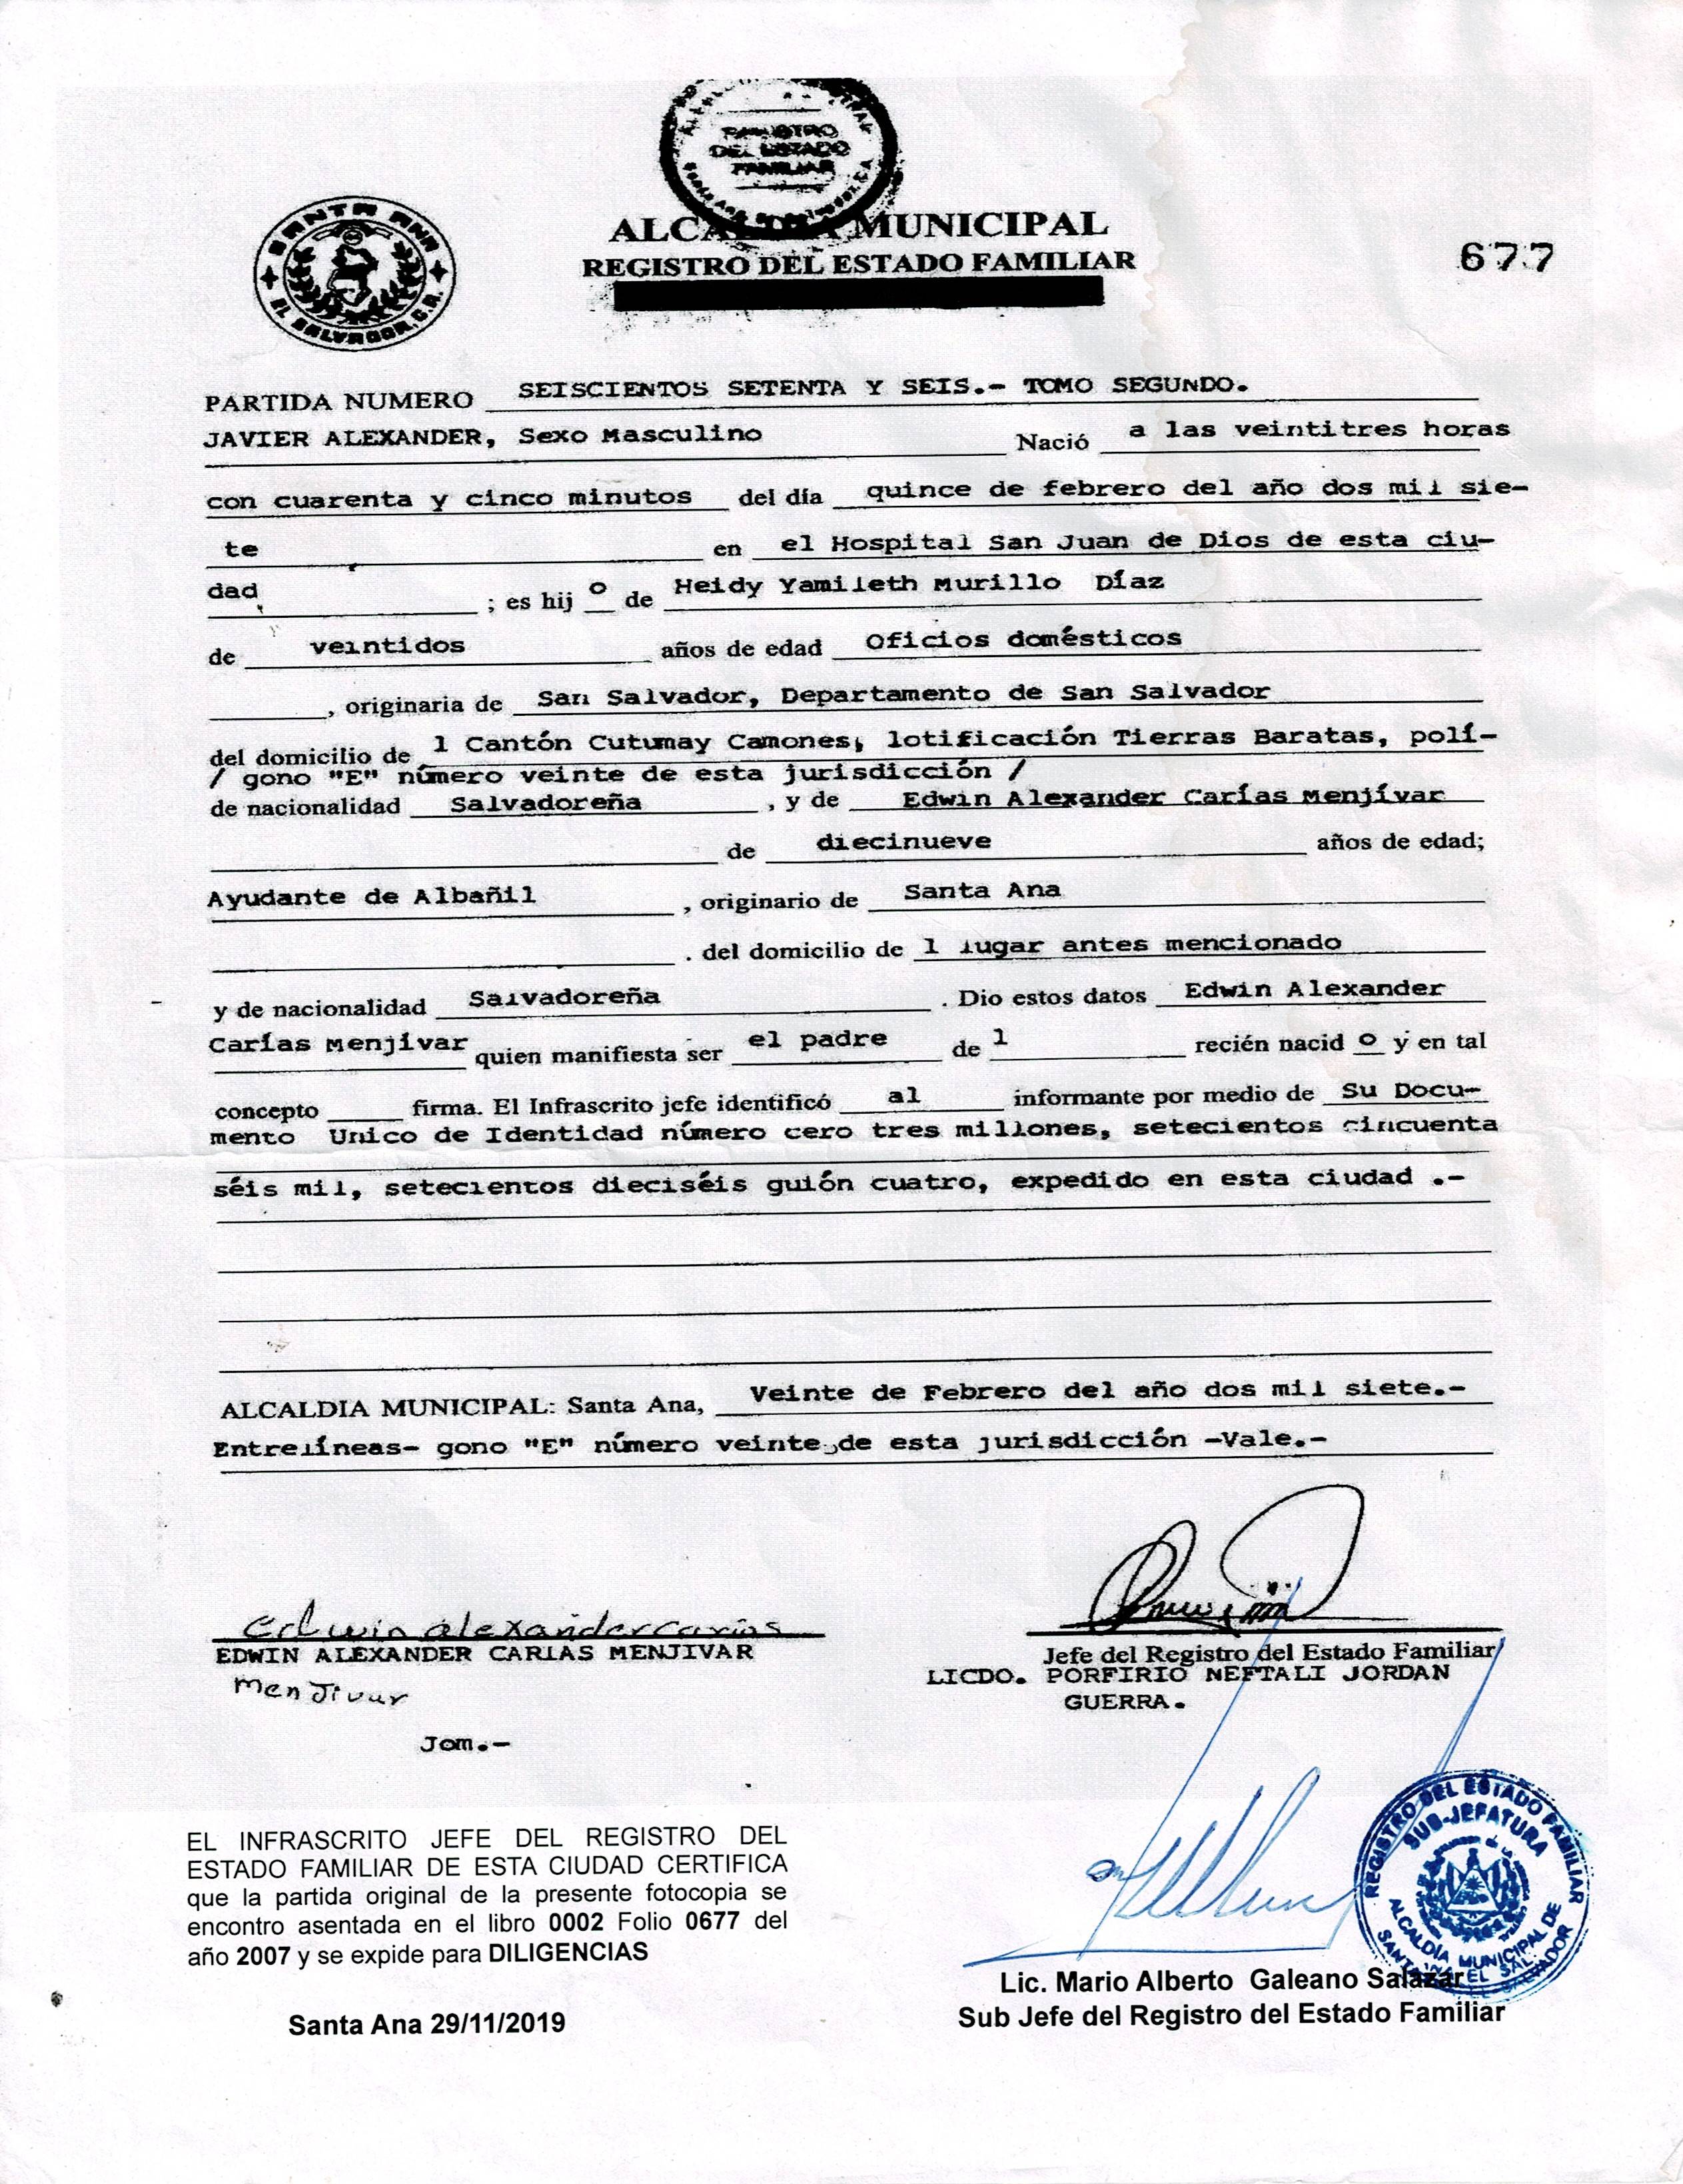 REGISTRO
DEL ESTADO
FAMILIAR
SANTA ANA
EL SALVADOR, C.A.
ALCALDIA MUNICIPAL
REGISTRO DEL ESTADO FAMILIAR
677
PARTIDA NUMERO SEISCIENTOS SETENTA Y SEIS.- TOMO SEGUNDO.
JAVIER ALEXANDER, Sexo Masculino Nació a las veintitres horas
con cuarenta y cinco minutos del día quince de febrero del año dos mil sie-
te en el Hospital San Juan de Dios de esta ciu-
dad ; es hij o de Heidy Yamileth Murillo Díaz
de veintidos años de edad Oficios domésticos
, originaria de San Salvador, Departamento de San Salvador
del domicilio de l Cantón Cutumay Camones, lotificación Tierras Baratas, polí-
/ gono "E" número veinte de esta jurisdicción /
de nacionalidad Salvadoreña , y de Edwin Alexander Carías Menjívar
de diecinueve años de edad;
Ayudante de Albañil , originario de Santa Ana
. del domicilio de l lugar antes mencionado
y de nacionalidad Salvadoreña . Dio estos datos Edwin Alexander
Carías Menjívar quien manifiesta ser el padre de l recién nacid o y en tal
concepto firma. El Infrascrito jefe identificó al informante por medio de Su Docu-
mento Unico de Identidad número cero tres millones, setecientos cincuenta
séis mil, setecientos dieciséis guión cuatro, expedido en esta ciudad .-
ALCALDIA MUNICIPAL: Santa Ana, Veinte de Febrero del año dos mil siete.-
Entrelíneas- gono "E" número veinte de esta jurisdicción -Vale.-
Edwin alexander carias
EDWIN ALEXANDER CARIAS MENJIVAR
Menjivar
Jom.-
Jefe del Registro del Estado Familiar
LICDO. PORFIRIO NEFTALI JORDAN
GUERRA.
EL INFRASCRITO JEFE DEL REGISTRO DEL
ESTADO FAMILIAR DE ESTA CIUDAD CERTIFICA
que la partida original de la presente fotocopia se
encontro asentada en el libro 0002 Folio 0677 del
año 2007 y se expide para DILIGENCIAS
Santa Ana 29/11/2019
REGISTRO DEL ESTADO FAMILIAR
SUB-JEFATURA
ALCALDÍA MUNICIPAL DE
SANTA ANA EL SALVADOR
Lic. Mario Alberto Galeano Salazar
Sub Jefe del Registro del Estado Familiar